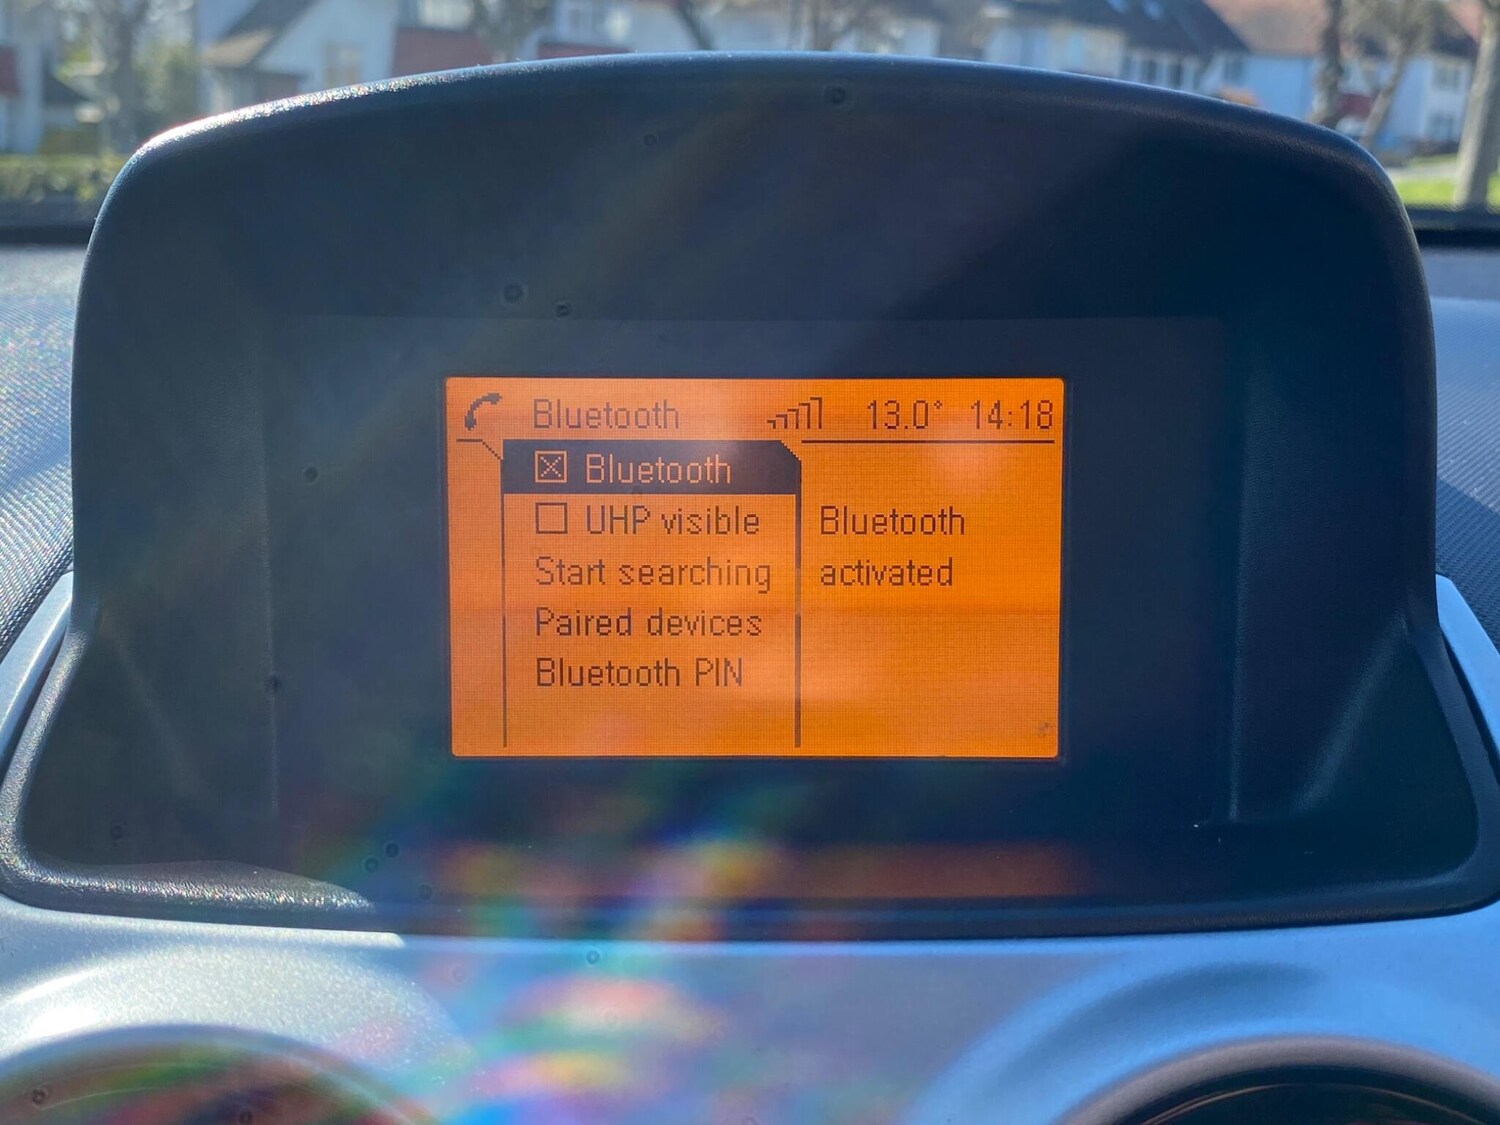 Bluetooth 13.0° 14:18
Bluetooth
UHP visible
Start searching
Paired devices
Bluetooth PIN
Bluetooth
activated